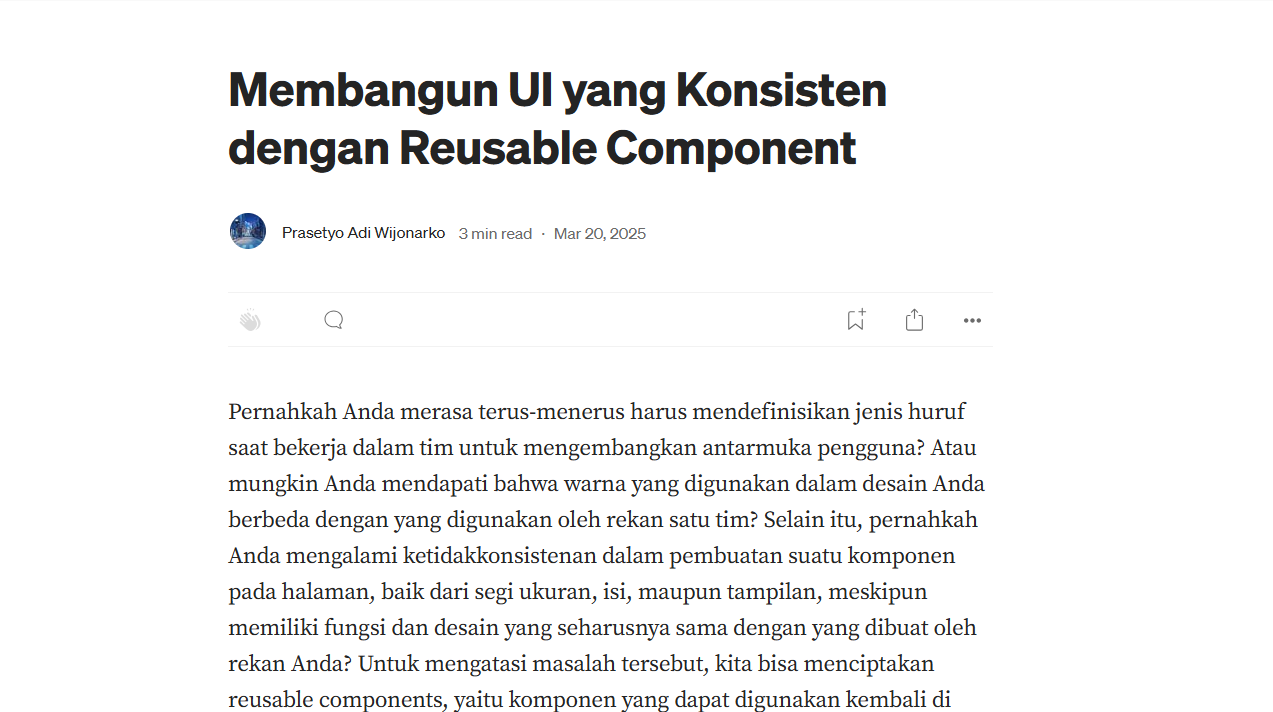 Membangun UI yang Konsisten
dengan Reusable Component
Prasetyo Adi Wijonarko 3 min read · Mar 20, 2025
Pernahkah Anda merasa terus-menerus harus mendefinisikan jenis huruf
saat bekerja dalam tim untuk mengembangkan antarmuka pengguna? Atau
mungkin Anda mendapati bahwa warna yang digunakan dalam desain Anda
berbeda dengan yang digunakan oleh rekan satu tim? Selain itu, pernahkah
Anda mengalami ketidakkonsistenan dalam pembuatan suatu komponen
pada halaman, baik dari segi ukuran, isi, maupun tampilan, meskipun
memiliki fungsi dan desain yang seharusnya sama dengan yang dibuat oleh
rekan Anda? Untuk mengatasi masalah tersebut, kita bisa menciptakan
reusable components, yaitu komponen yang dapat digunakan kembali di